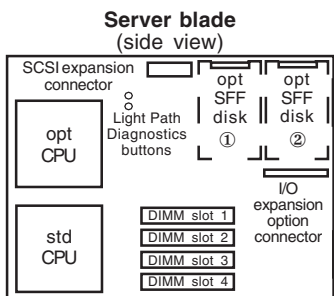 Server blade
(side view)
SCSI expansion
connector
Light Path
Diagnostics
buttons
opt
SFF
disk
①
opt
SFF
disk
②
opt
CPU
I/O
expansion
option
connector
std
CPU
DIMM slot 1
DIMM slot 2
DIMM slot 3
DIMM slot 4